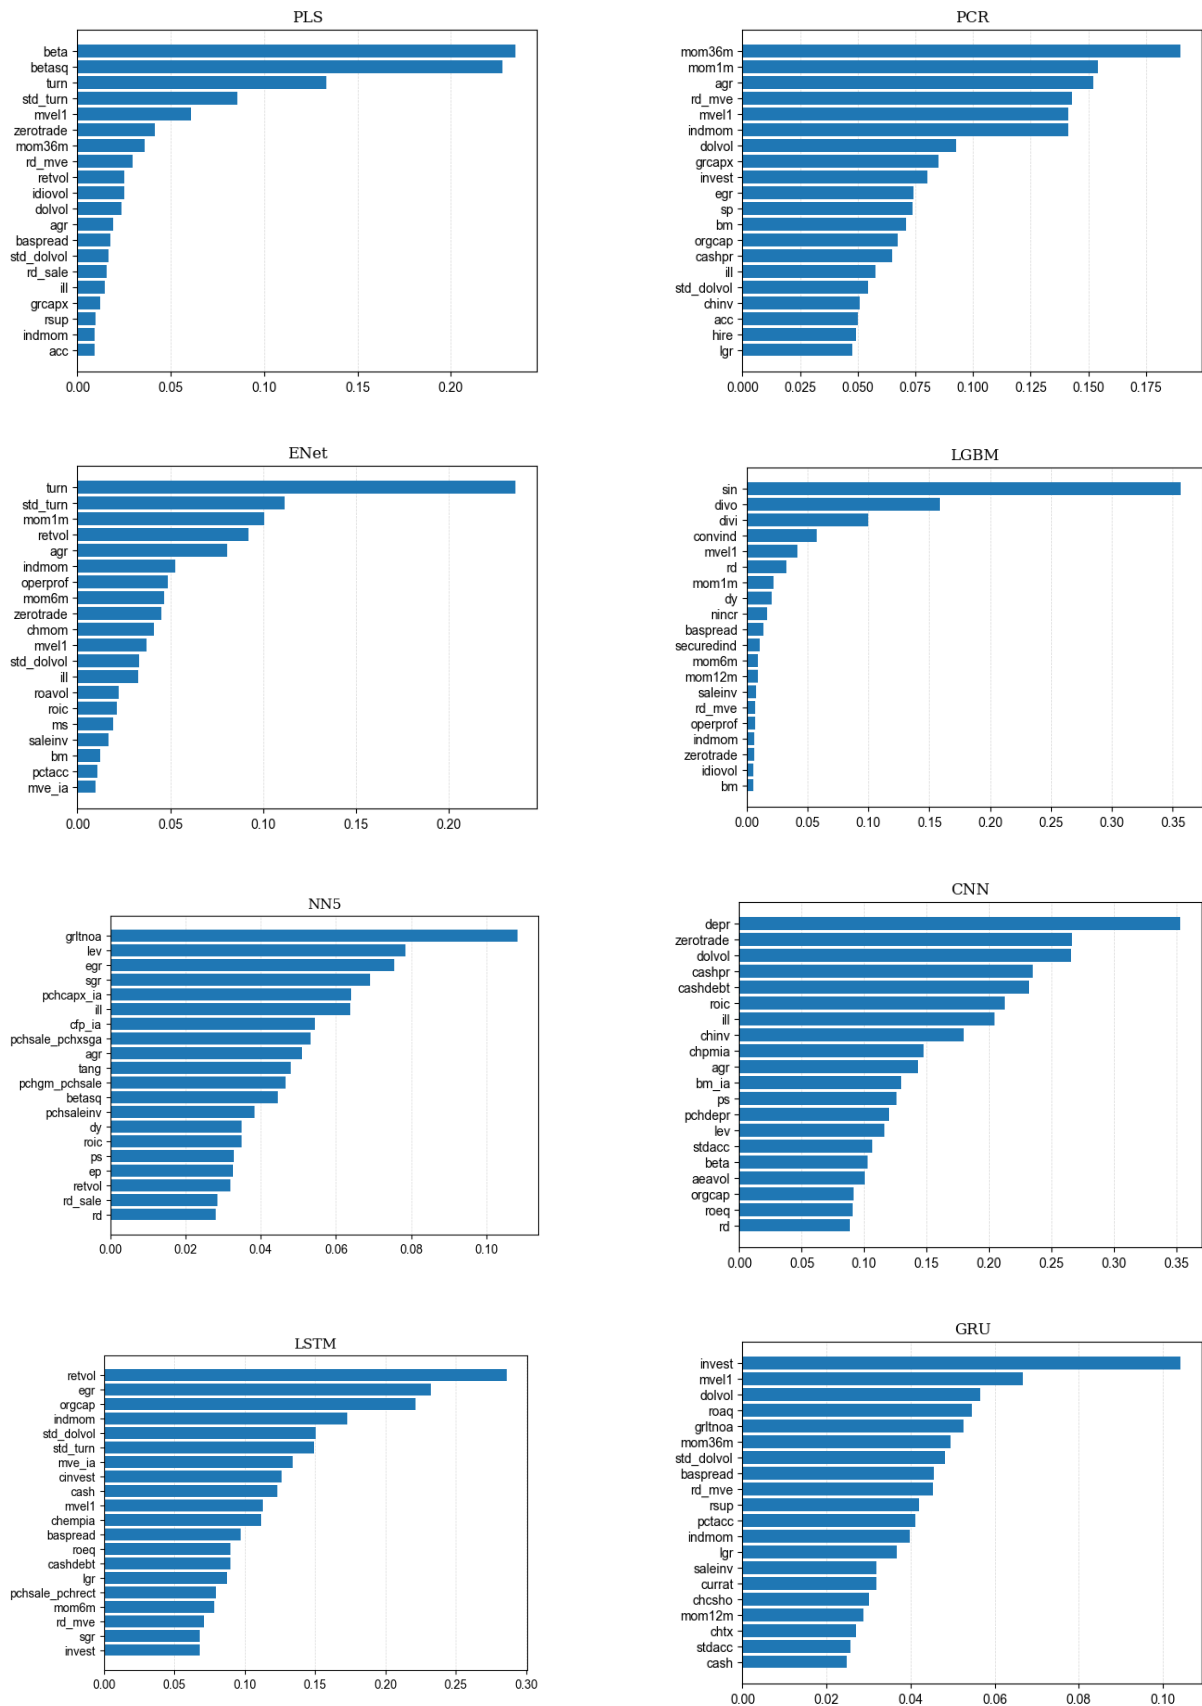 PLS
beta
betasq
turn
std_turn
mvel1
zerotrade
mom36m
rd_mve
retvol
idiovol
dolvol
agr
baspread
std_dolvol
rd_sale
ill
grcapx
rsup
indmom
acc
0.00 0.05 0.10 0.15 0.20
PCR
mom36m
mom1m
agr
rd_mve
mvel1
indmom
dolvol
grcapx
invest
egr
sp
bm
orgcap
cashpr
ill
std_dolvol
chinv
acc
hire
lgr
0.000 0.025 0.050 0.075 0.100 0.125 0.150 0.175
ENet
turn
std_turn
mom1m
retvol
agr
indmom
operprof
mom6m
zerotrade
chmom
mvel1
std_dolvol
ill
roavol
roic
ms
saleinv
bm
pctacc
mve_ia
0.00 0.05 0.10 0.15 0.20
LGBM
sin
divo
divi
convind
mvel1
rd
mom1m
dy
nincr
baspread
securedind
mom6m
mom12m
saleinv
rd_mve
operprof
indmom
zerotrade
idiovol
bm
0.00 0.05 0.10 0.15 0.20 0.25 0.30 0.35
NN5
grltnoa
lev
egr
sgr
pchcapx_ia
ill
cfp_ia
pchsale_pchxsga
agr
tang
pchgm_pchsale
betasq
pchsaleinv
dy
roic
ps
ep
retvol
rd_sale
rd
0.00 0.02 0.04 0.06 0.08 0.10
CNN
depr
zerotrade
dolvol
cashpr
cashdebt
roic
ill
chinv
chpmia
agr
bm_ia
ps
pchdepr
lev
stdacc
beta
aeavol
orgcap
roeq
rd
0.00 0.05 0.10 0.15 0.20 0.25 0.30 0.35
LSTM
retvol
egr
orgcap
indmom
std_dolvol
std_turn
mve_ia
cinvest
cash
mvel1
chempia
baspread
roeq
cashdebt
lgr
pchsale_pchrect
mom6m
rd_mve
sgr
invest
0.00 0.05 0.10 0.15 0.20 0.25 0.30
GRU
invest
mvel1
dolvol
roaq
grltnoa
mom36m
std_dolvol
baspread
rd_mve
rsup
pctacc
indmom
lgr
saleinv
currat
chcsho
mom12m
chtx
stdacc
cash
0.00 0.02 0.04 0.06 0.08 0.10